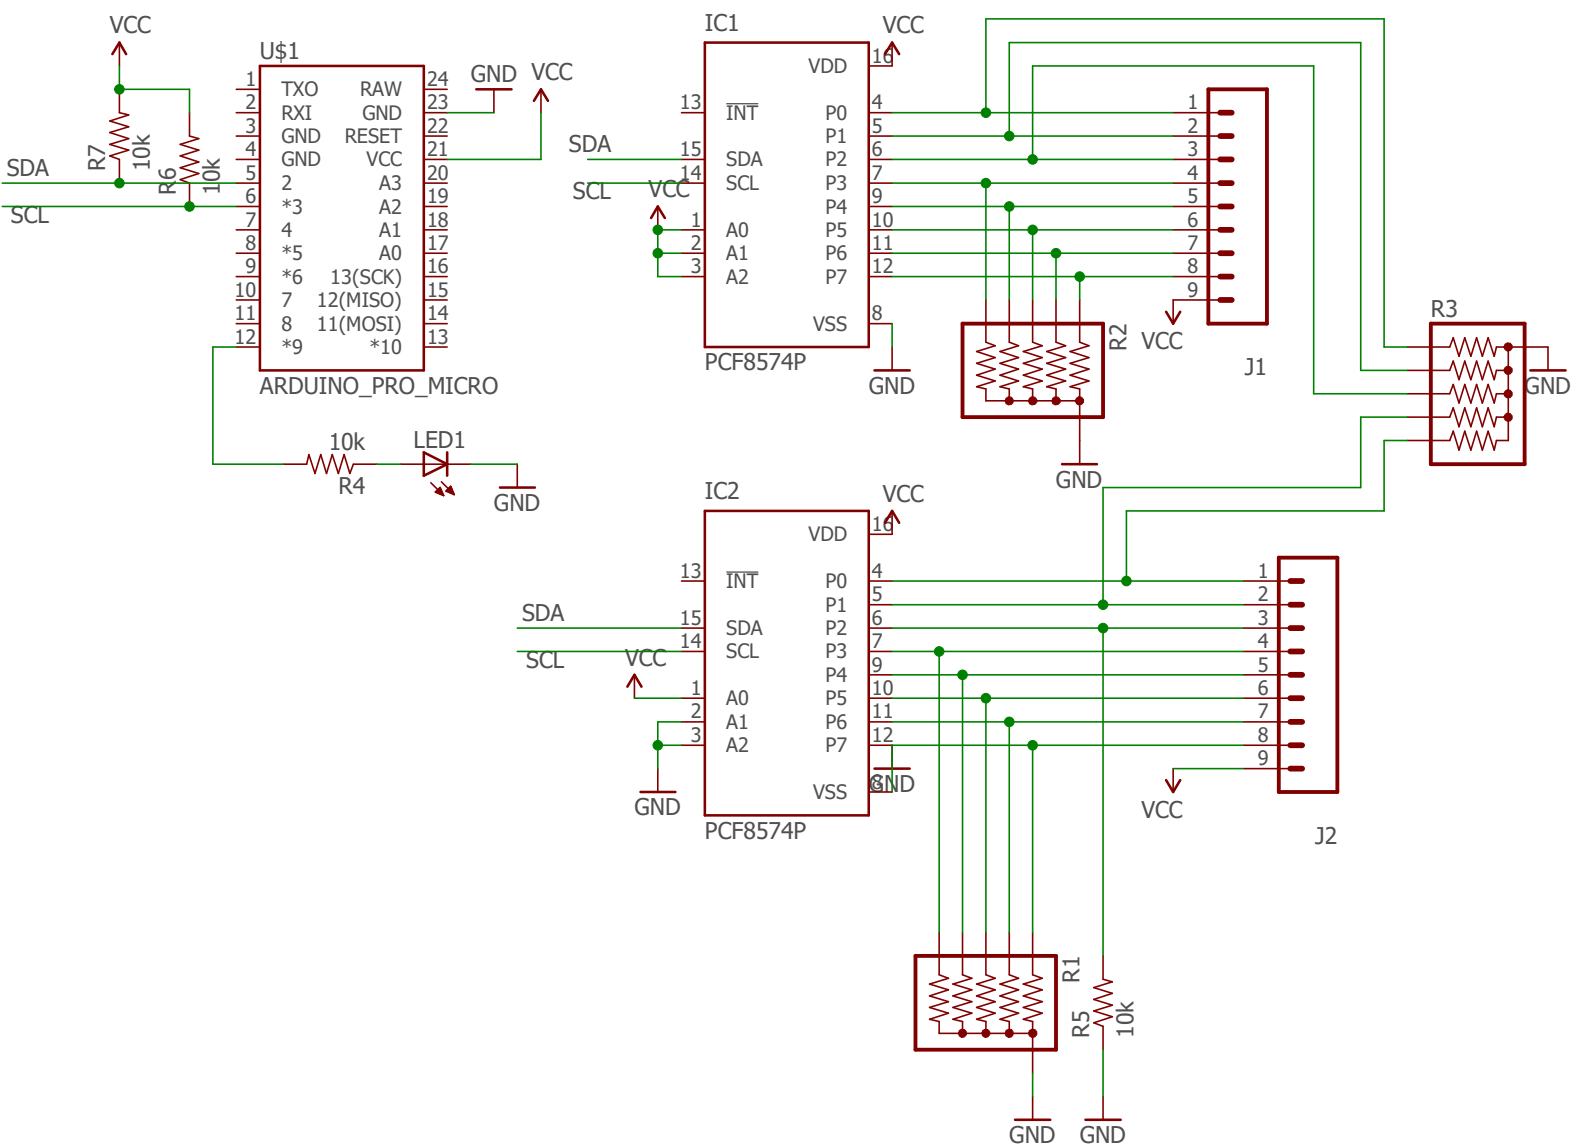 VCC
U$1
1 TXO RAW 24
2 RXI GND 23
3 GND RESET 22
4 GND VCC 21
5 2 A3 20
6 *3 A2 19
7 4 A1 18
8 *5 A0 17
9 *6 13(SCK) 16
10 7 12(MISO) 15
11 8 11(MOSI) 14
12 *9 *10 13
ARDUINO_PRO_MICRO
GND
VCC
R7
10k
R6
10k
SDA
SCL
10k
R4
LED1
GND
IC1
VCC
VDD 16
13 INT P0 4
P1 5
15 SDA P2 6
14 SCL P3 7
P4 9
1 A0 P5 10
2 A1 P6 11
3 A2 P7 12
VSS 8
PCF8574P
SDA
SCL
VCC
GND
1
2
3
4
5
6
7
8
9
VCC
J1
R2
GND
R3
GND
IC2
VCC
VDD 16
13 INT P0 4
P1 5
15 SDA P2 6
14 SCL P3 7
P4 9
1 A0 P5 10
2 A1 P6 11
3 A2 P7 12
VSS 8
PCF8574P
SDA
SCL
VCC
GND
GND
1
2
3
4
5
6
7
8
9
VCC
J2
R1
R5
10k
GND
GND